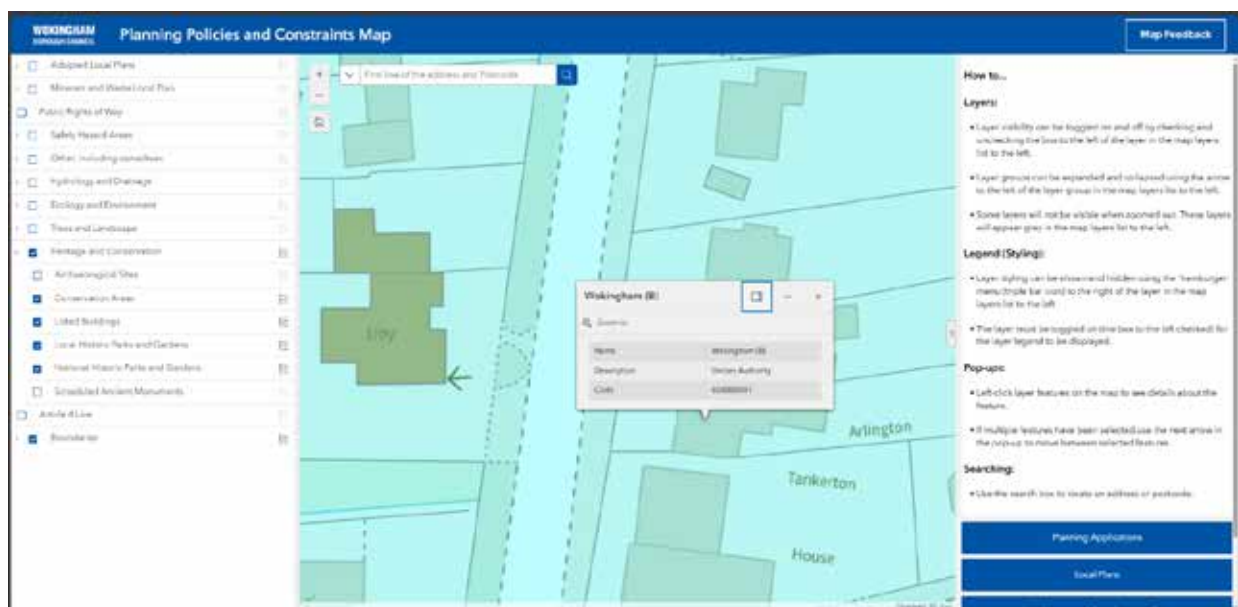 WOKINGHAM
BOROUGH COUNCIL
Planning Policies and Constraints Map
Map Feedback
Adopted Local Plans
Minerals and Waste Local Plan
Public Rights of Way
Safety Hazard Areas
Other, including consultees
Hydrology and Drainage
Ecology and Environment
Trees and Landscape
Heritage and Conservation
Archaeological Sites
Conservation Areas
Listed Buildings
Local Historic Parks and Gardens
National Historic Parks and Gardens
Scheduled Ancient Monuments
Article 4 Line
Boundaries
First line of the address and Postcode
Lloy
Wokingham (B)
Zoom to
Name Wokingham (B)
Description Unitary Authority
Code
Arlington
Tankerton
House
How to...
Layers:
• Layer visibility can be toggled on and off by checking and
unchecking the box to the left of the layer in the map layers
list to the left.
• Layer groups can be expanded and collapsed using the arrow
to the left of the layer group in the map layers list to the left.
• Some layers will not be visible when zoomed out. These layers
will appear grey in the map layers list to the left.
Legend (Styling):
• Layer styling can be shown and hidden using the 'hamburger
menu (triple bar icon) to the right of the layer in the map
layers list to the left
• The layer must be toggled on (the box to the left checked) for
the layer legend to be displayed.
Pop-ups:
• Left-click layer features on the map to see details about the
feature.
• If multiple features have been selected use the next arrow in
the pop-up to move between selected features.
Searching:
• Use the search box to locate an address or postcode.
Planning Applications
Local Plans